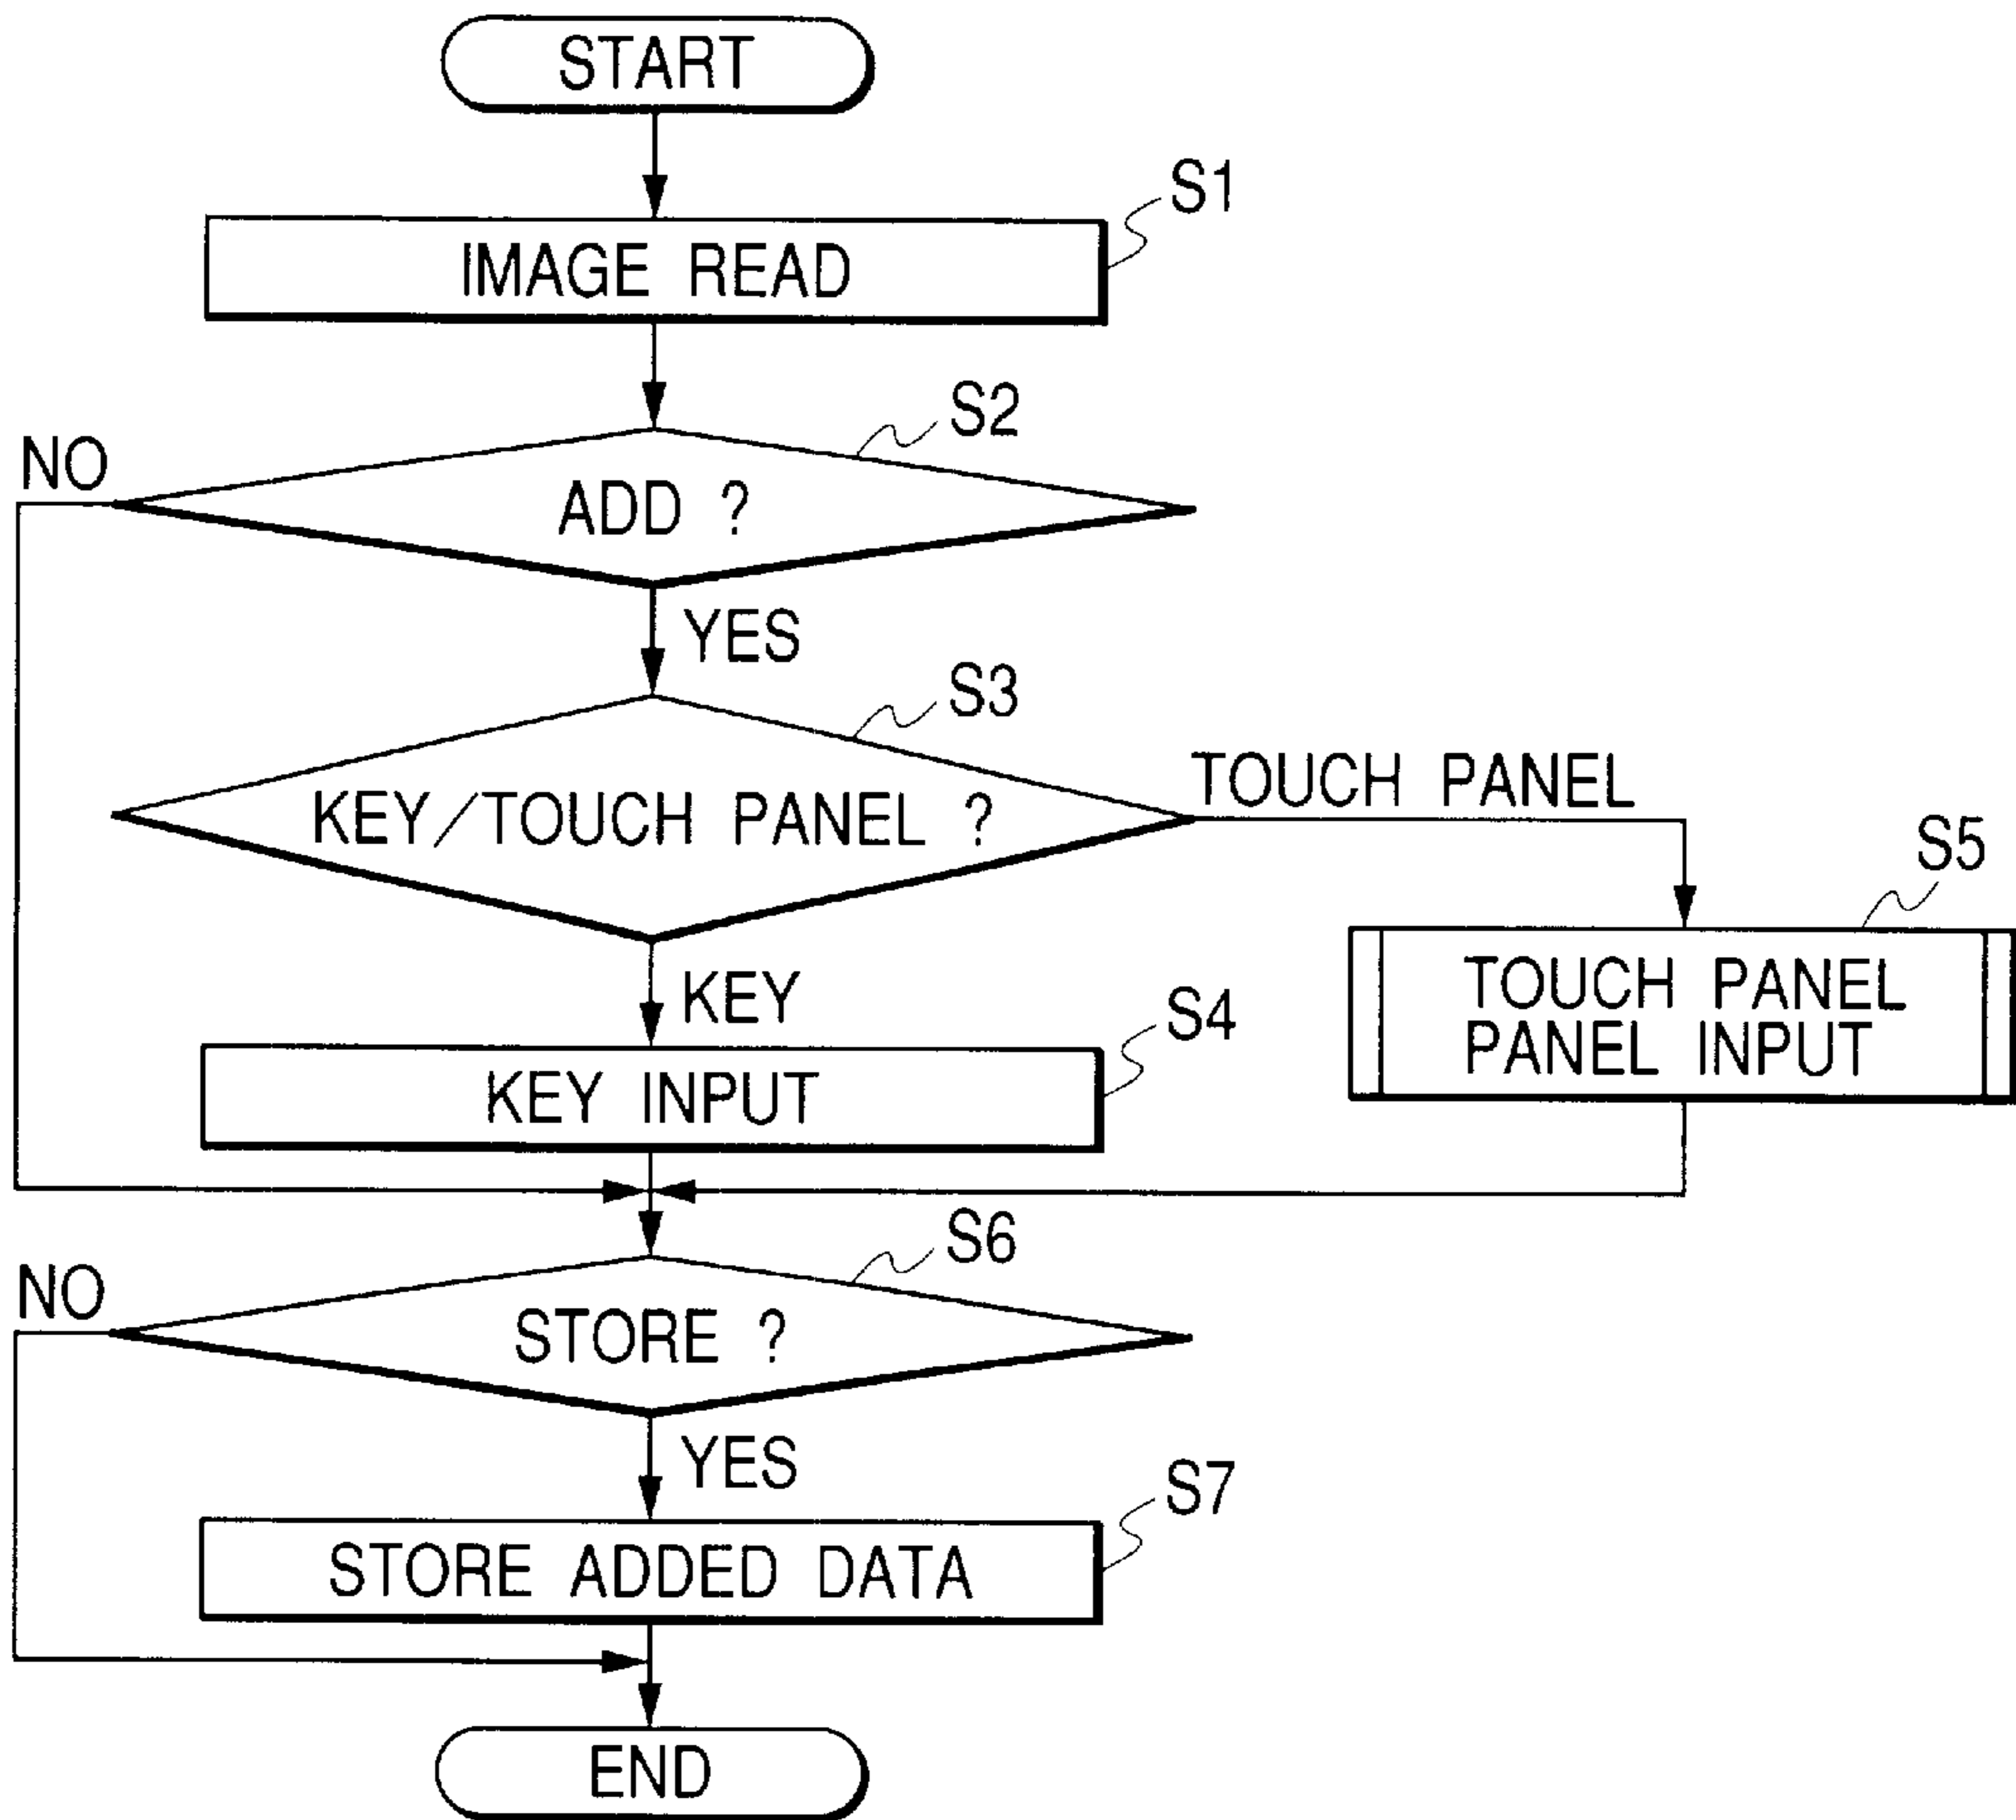 START
S1
IMAGE READ
S2
NO
ADD ?
YES
S3
KEY/TOUCH PANEL ?
TOUCH PANEL
S5
TOUCH PANEL
PANEL INPUT
KEY
S4
KEY INPUT
S6
NO
STORE ?
YES
S7
STORE ADDED DATA
END